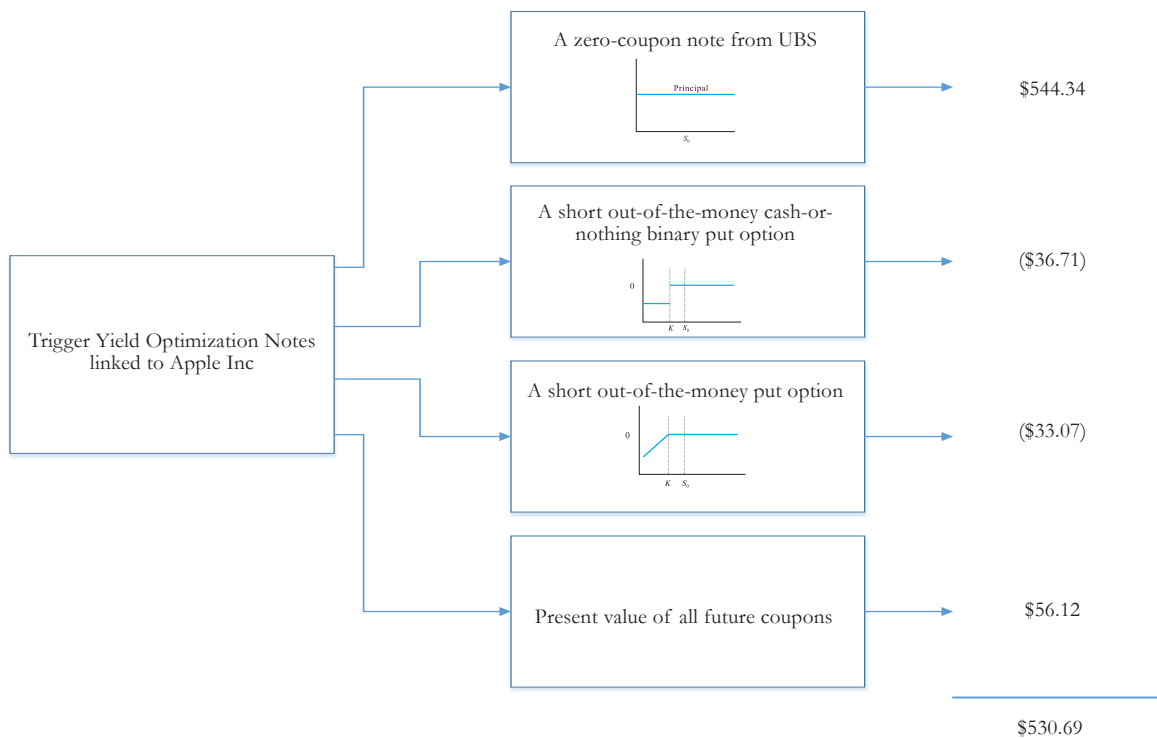 A zero-coupon note from UBS
Principal
S₀
$544.34
A short out-of-the-money cash-or-
nothing binary put option
0
K S₀
($36.71)
Trigger Yield Optimization Notes
linked to Apple Inc
A short out-of-the-money put option
0
K S₀
($33.07)
Present value of all future coupons
$56.12
$530.69